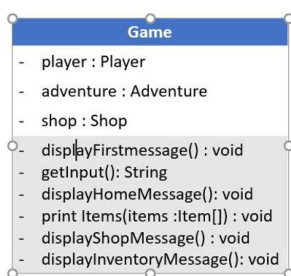 Game
- player : Player
- adventure : Adventure
- shop : Shop
- displayFirstmessage() : void
- getInput(): String
- displayHomeMessage(): void
- print Items(items :Item[]) : void
- displayShopMessage() : void
- displayInventoryMessage(): void